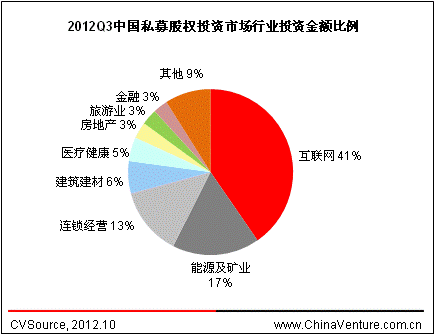 2012Q3中国私募股权投资市场行业投资金额比例
其他 9%
金融 3%
旅游业 3%
房地产 3%
医疗健康 5%
建筑建材 6%
连锁经营 13%
能源及矿业
17%
互联网 41%
CVSource, 2012.10
www.ChinaVenture.com.cn